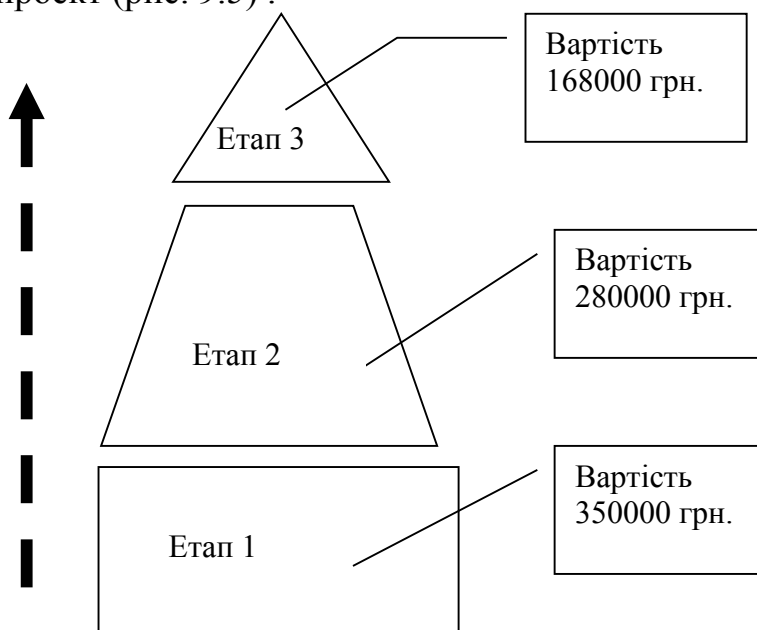 проект (рис. 9.5) .
Вартість
168000 грн.
Етап 3
Вартість
280000 грн.
Етап 2
Вартість
350000 грн.
Етап 1